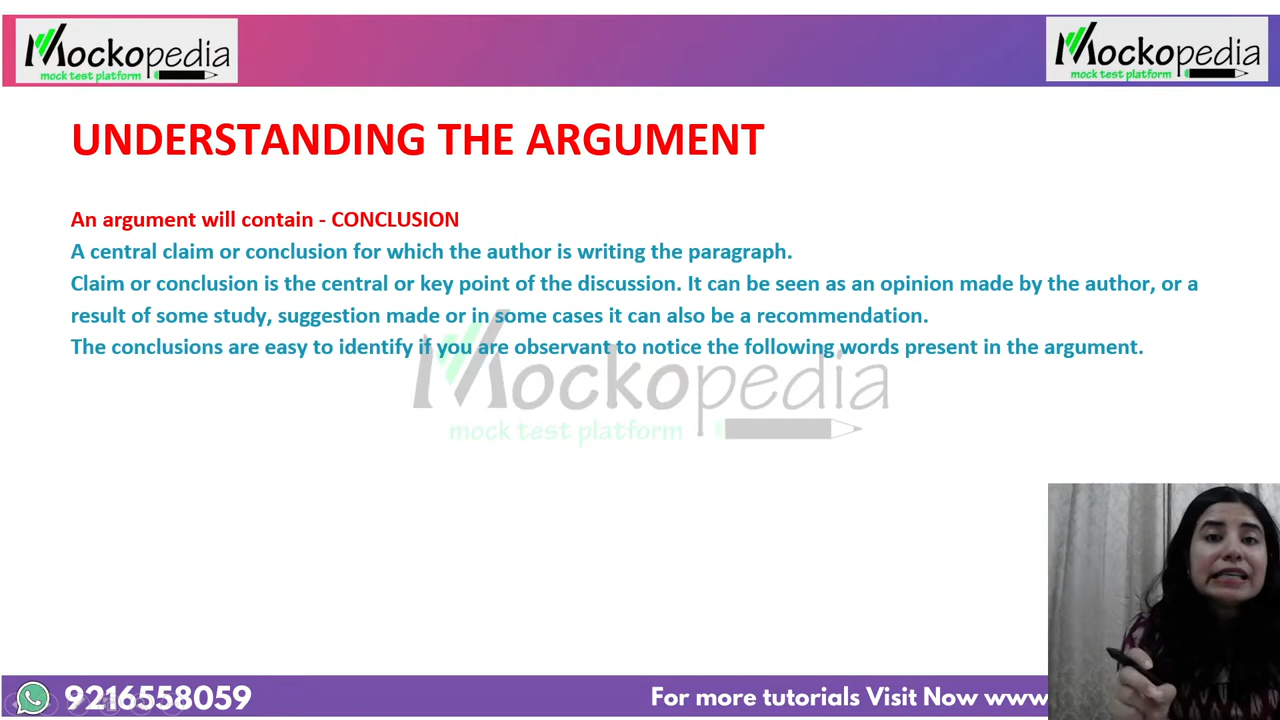 Mockopedia
mock test platform
Mockopedia
mock test platform
UNDERSTANDING THE ARGUMENT
An argument will contain - CONCLUSION
A central claim or conclusion for which the author is writing the paragraph.
Claim or conclusion is the central or key point of the discussion. It can be seen as an opinion made by the author, or a
result of some study, suggestion made or in some cases it can also be a recommendation.
The conclusions are easy to identify if you are observant to notice the following words present in the argument.
Mockopedia
mock test platform
9216558059
For more tutorials Visit Now www.